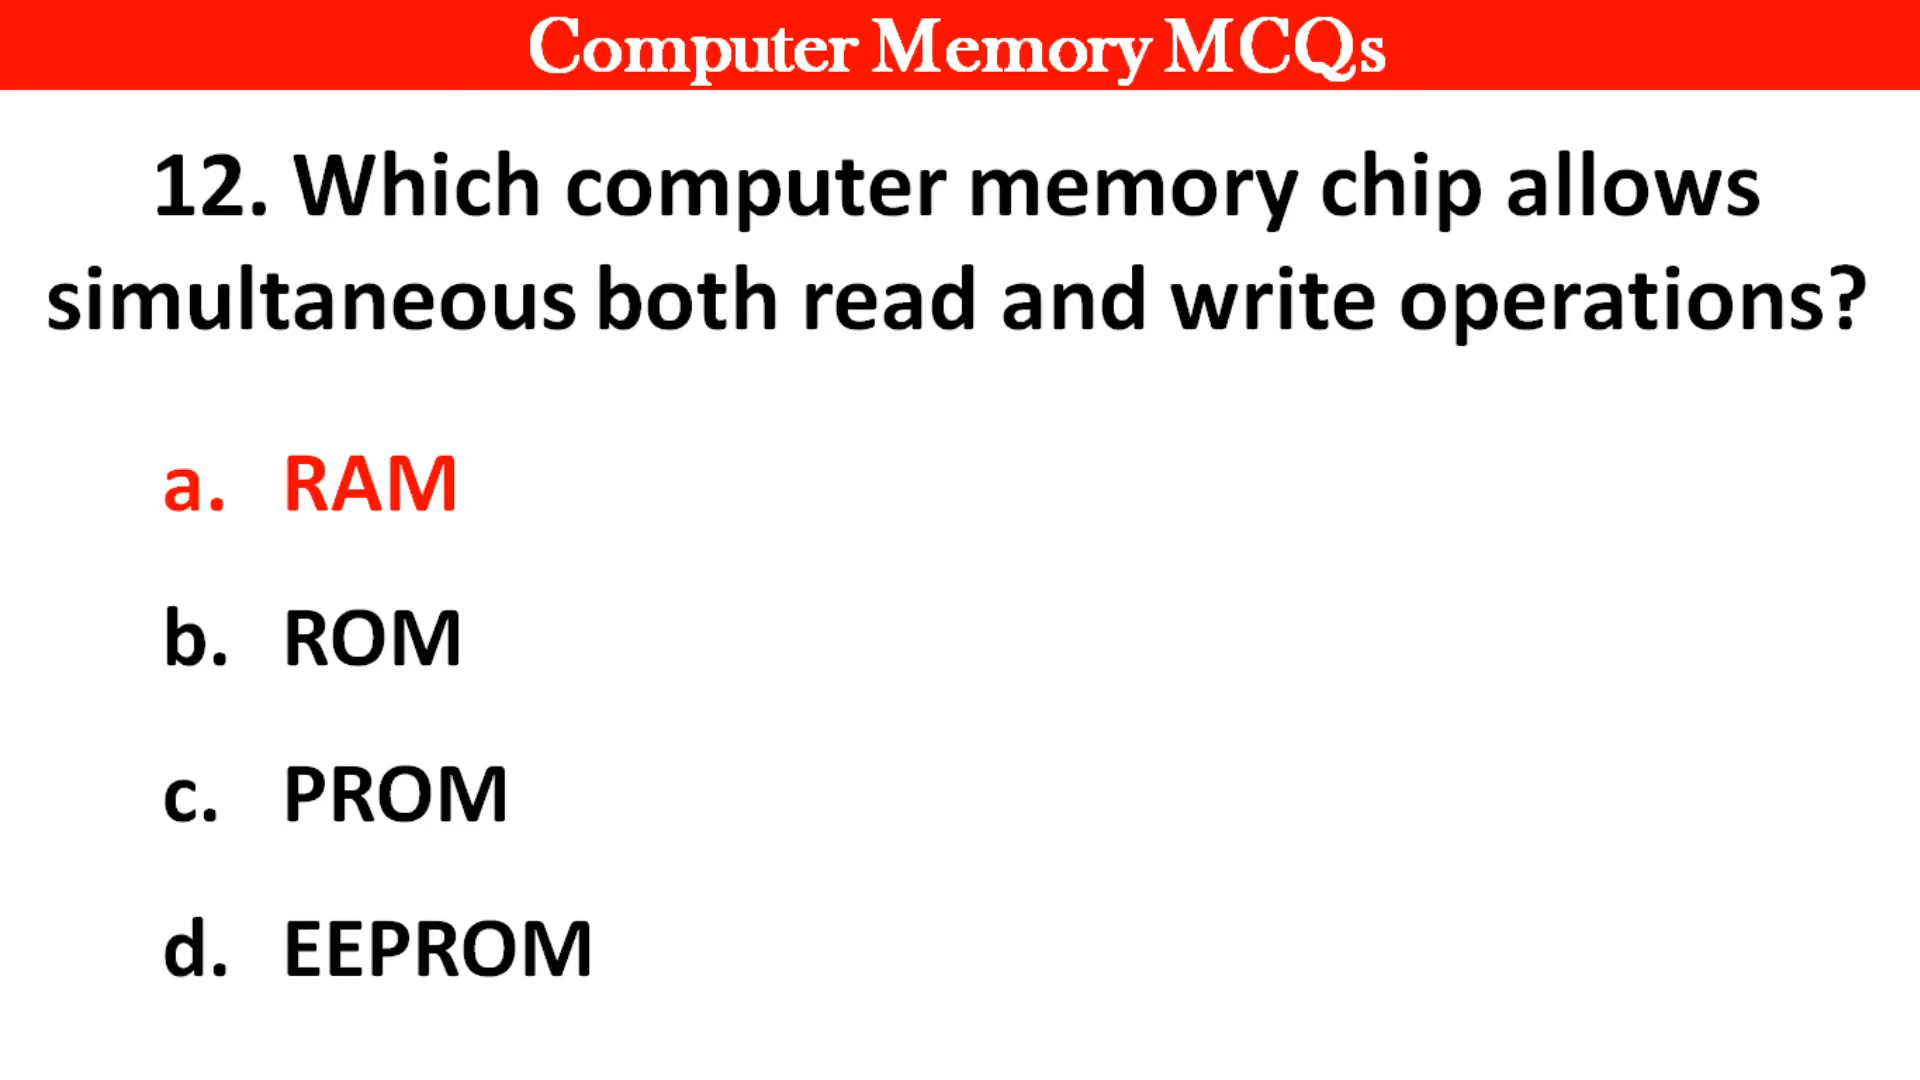 Computer Memory MCQs
12. Which computer memory chip allows
simultaneous both read and write operations?
a. RAM
b. ROM
c. PROM
d. EEPROM